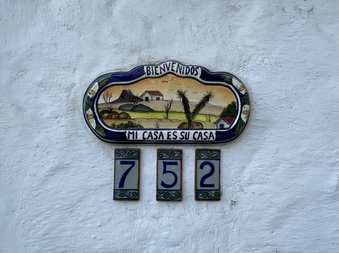 BIENVENIDOS
MI CASA ES SU CASA
752